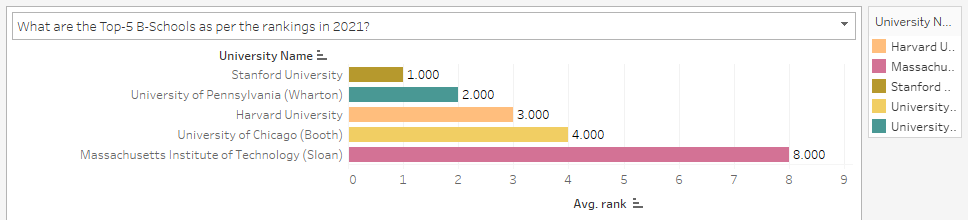 What are the Top-5 B-Schools as per the rankings in 2021?
University Name
Stanford University 1.000
University of Pennsylvania (Wharton) 2.000
Harvard University 3.000
University of Chicago (Booth) 4.000
Massachusetts Institute of Technology (Sloan) 8.000
0 1 2 3 4 5 6 7 8 9
Avg. rank
University N...
Harvard U..
Massachu..
Stanford ..
University..
University..